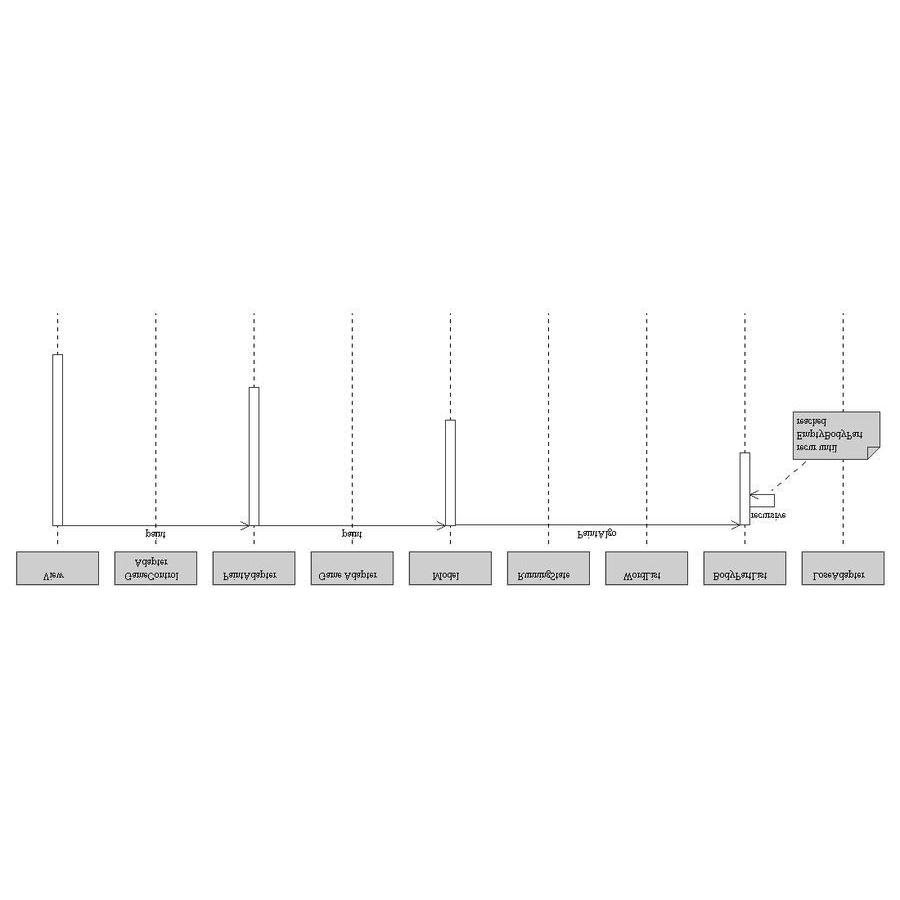 View
GameControl
Adapter
PaintAdapter
Game Adapter
Model
RunningState
WordList
BodyPartList
LoseAdapter
paint
paint
PaintAlgo
recursive
recur until
EmptyBodyPart
reached